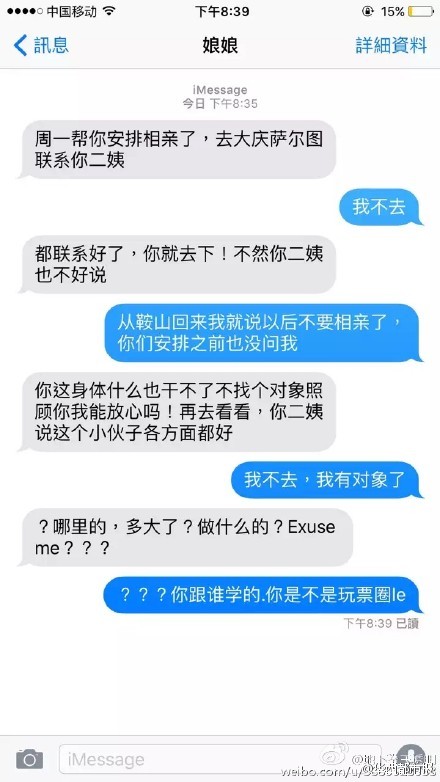 中国移动
下午8:39
15%
訊息
娘娘
詳細資料
iMessage
今日 下午8:35
周一帮你安排相亲了，去大庆萨尔图
联系你二姨
我不去
都联系好了，你就去下！不然你二姨
也不好说
从鞍山回来我就说以后不要相亲了，
你们安排之前也没问我
你这身体什么也干不了不找个对象照
顾你我能放心吗！再去看看，你二姨
说这个小伙子各方面都好
我不去，我有对象了
？哪里的，多大了？做什么的？Exuse
me？？？
？？？你跟谁学的.你是不是玩票圈le
下午8:39 已讀
iMessage
weibo.com/u/